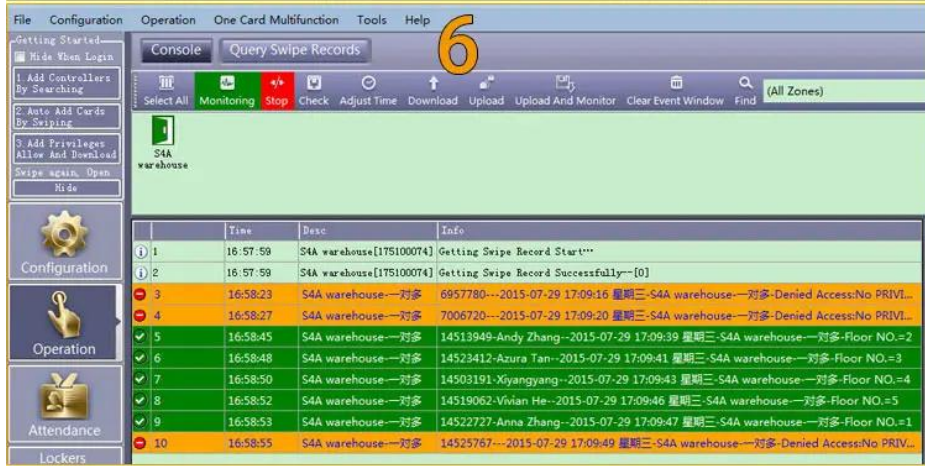 File Configuration Operation One Card Multifunction Tools Help
6
Getting Started
Hide When Login
1.Add Controllers
By Searching
2.Auto Add Cards
By Swiping
3.Add Privileges
Allow And Download
Swipe again, Open
Hide
Configuration
Operation
Attendance
Lockers
Console Query Swipe Records
Select All Monitoring Stop Check Adjust Time Download Upload Upload And Monitor Clear Event Window Find (All Zones)
S4A
warehouse
Time Desc Info
1 16:57:59 S4A warehouse[175100074] Getting Swipe Record Start…
2 16:57:59 S4A warehouse[175100074] Getting Swipe Record Successfully--[0]
3 16:58:23 S4A warehouse-一对多 6957780---2015-07-29 17:09:16 星期三-S4A warehouse-一对多-Denied Access:No PRIVI...
4 16:58:27 S4A warehouse-一对多 7006720---2015-07-29 17:09:20 星期三-S4A warehouse-一对多-Denied Access:No PRIVI...
5 16:58:45 S4A warehouse-一对多 14513949-Andy Zhang--2015-07-29 17:09:39 星期三-S4A warehouse-一对多-Floor NO.=2
6 16:58:48 S4A warehouse-一对多 14523412-Azura Tan--2015-07-29 17:09:41 星期三-S4A warehouse-一对多-Floor NO.=3
7 16:58:50 S4A warehouse-一对多 14503191-Xiyangyang--2015-07-29 17:09:43 星期三-S4A warehouse-一对多-Floor NO.=4
8 16:58:52 S4A warehouse-一对多 14519062-Vivian He--2015-07-29 17:09:46 星期三-S4A warehouse-一对多-Floor NO.=5
9 16:58:53 S4A warehouse-一对多 14522727-Anna Zhang--2015-07-29 17:09:47 星期三-S4A warehouse-一对多-Floor NO.=1
10 16:58:55 S4A warehouse-一对多 14525767---2015-07-29 17:09:49 星期三-S4A warehouse-一对多-Denied Access:No PRIV...